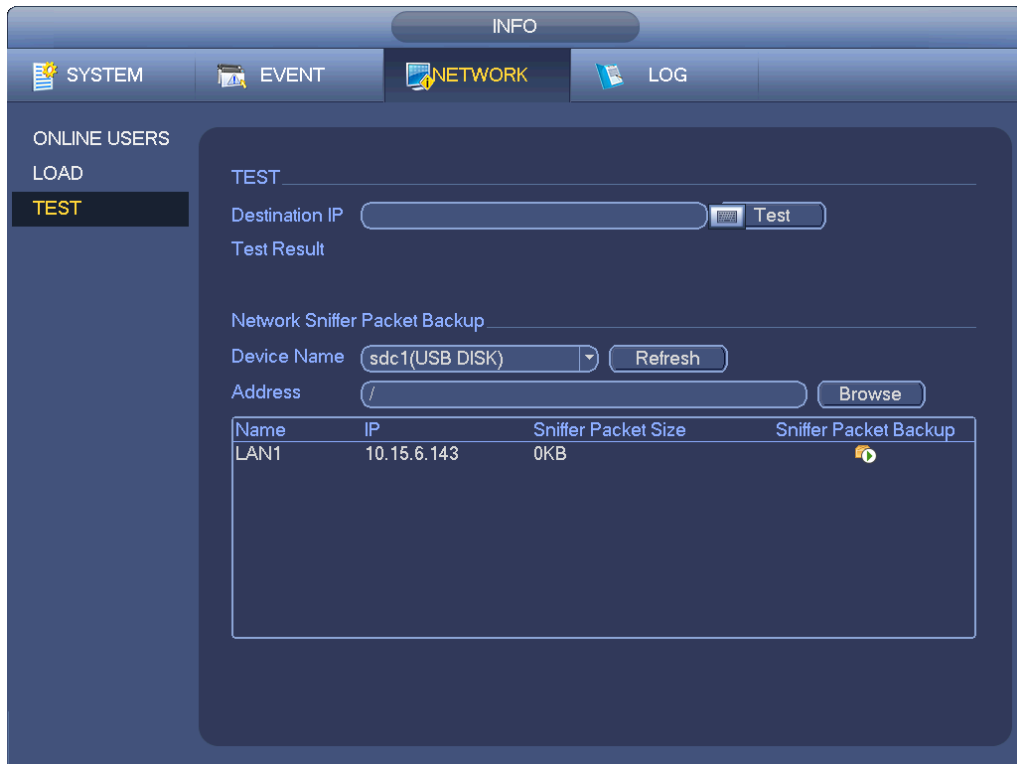 INFO
SYSTEM EVENT NETWORK LOG
ONLINE USERS
LOAD
TEST
TEST
Destination IP Test
Test Result
Network Sniffer Packet Backup
Device Name sdc1(USB DISK) Refresh
Address / Browse
Name IP Sniffer Packet Size Sniffer Packet Backup
LAN1 10.15.6.143 0KB